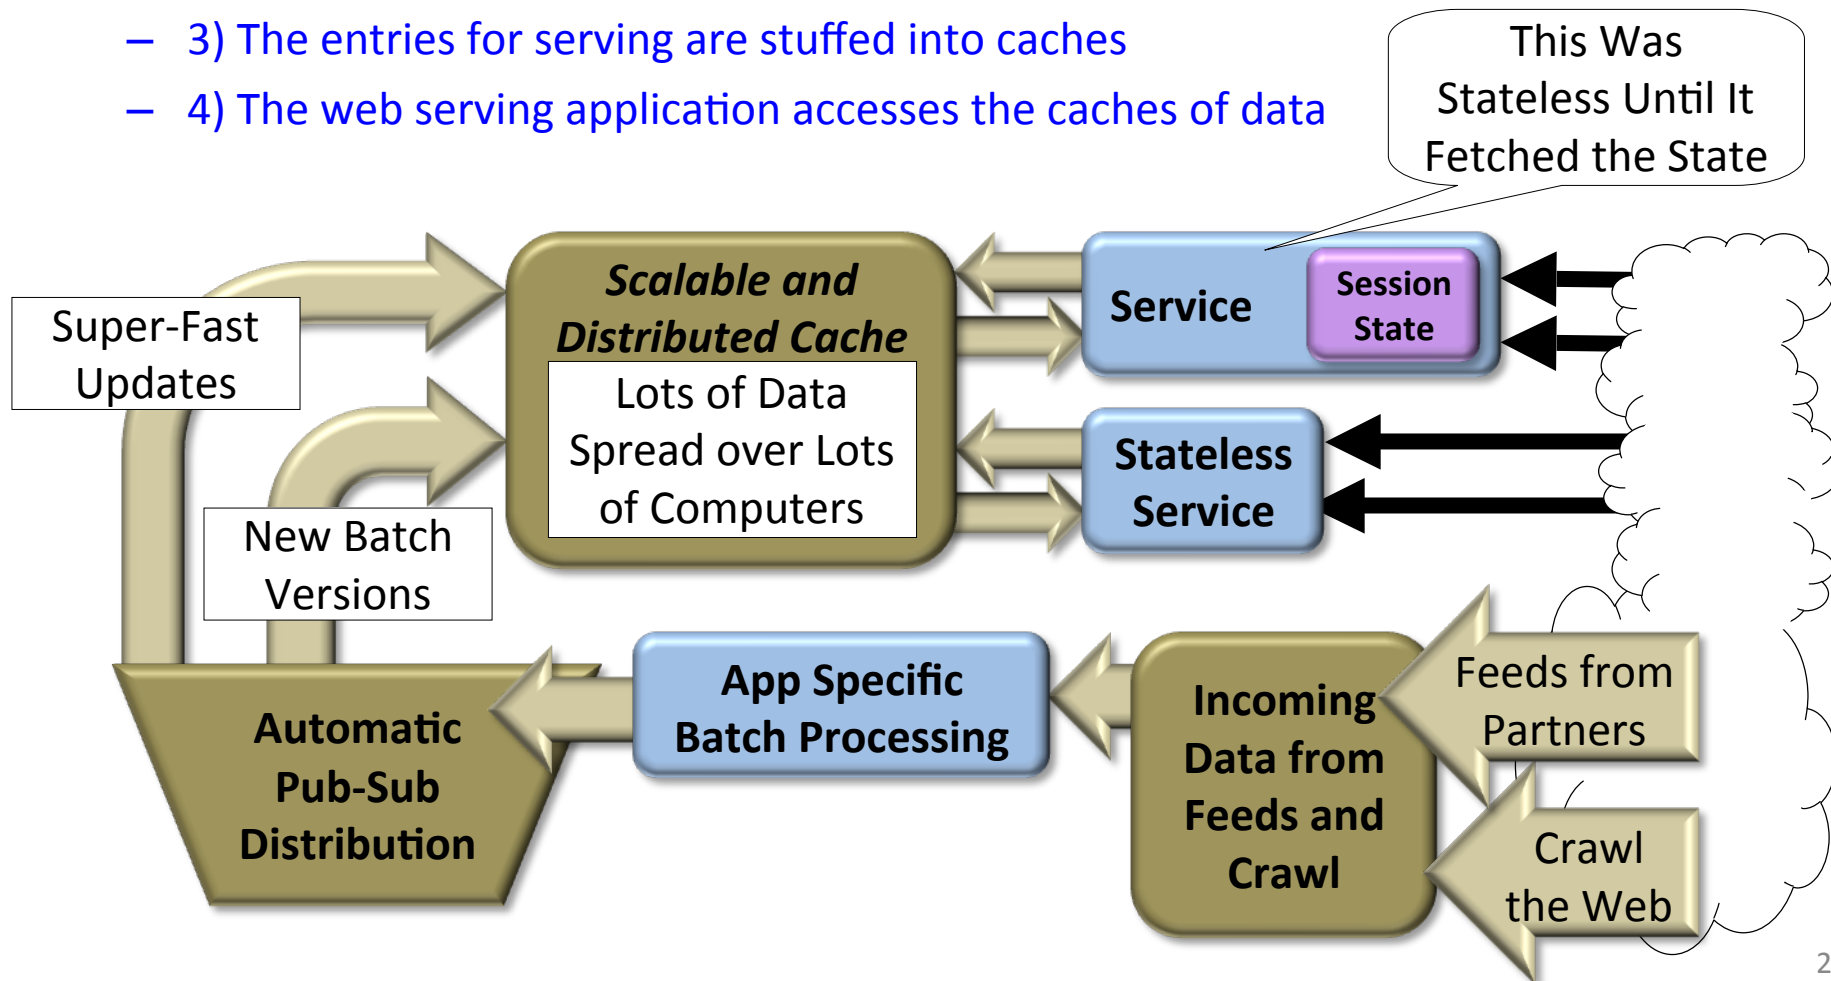 – 3) The entries for serving are stuffed into caches
– 4) The web serving application accesses the caches of data
This Was
Stateless Until It
Fetched the State
Super-Fast
Updates
New Batch
Versions
Scalable and
Distributed Cache
Lots of Data
Spread over Lots
of Computers
Service
Session
State
Stateless
Service
Automatic
Pub-Sub
Distribution
App Specific
Batch Processing
Incoming
Data from
Feeds and
Crawl
Feeds from
Partners
Crawl
the Web
2